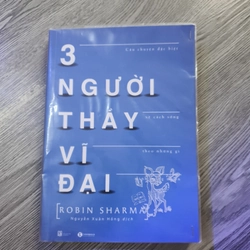 Câu chuyện đặc biệt
3
NGƯỜI
THẦY
về cách sống
VĨ
theo những gì
ĐẠI
ROBIN SHARMA
Nguyễn Xuân Hồng dịch